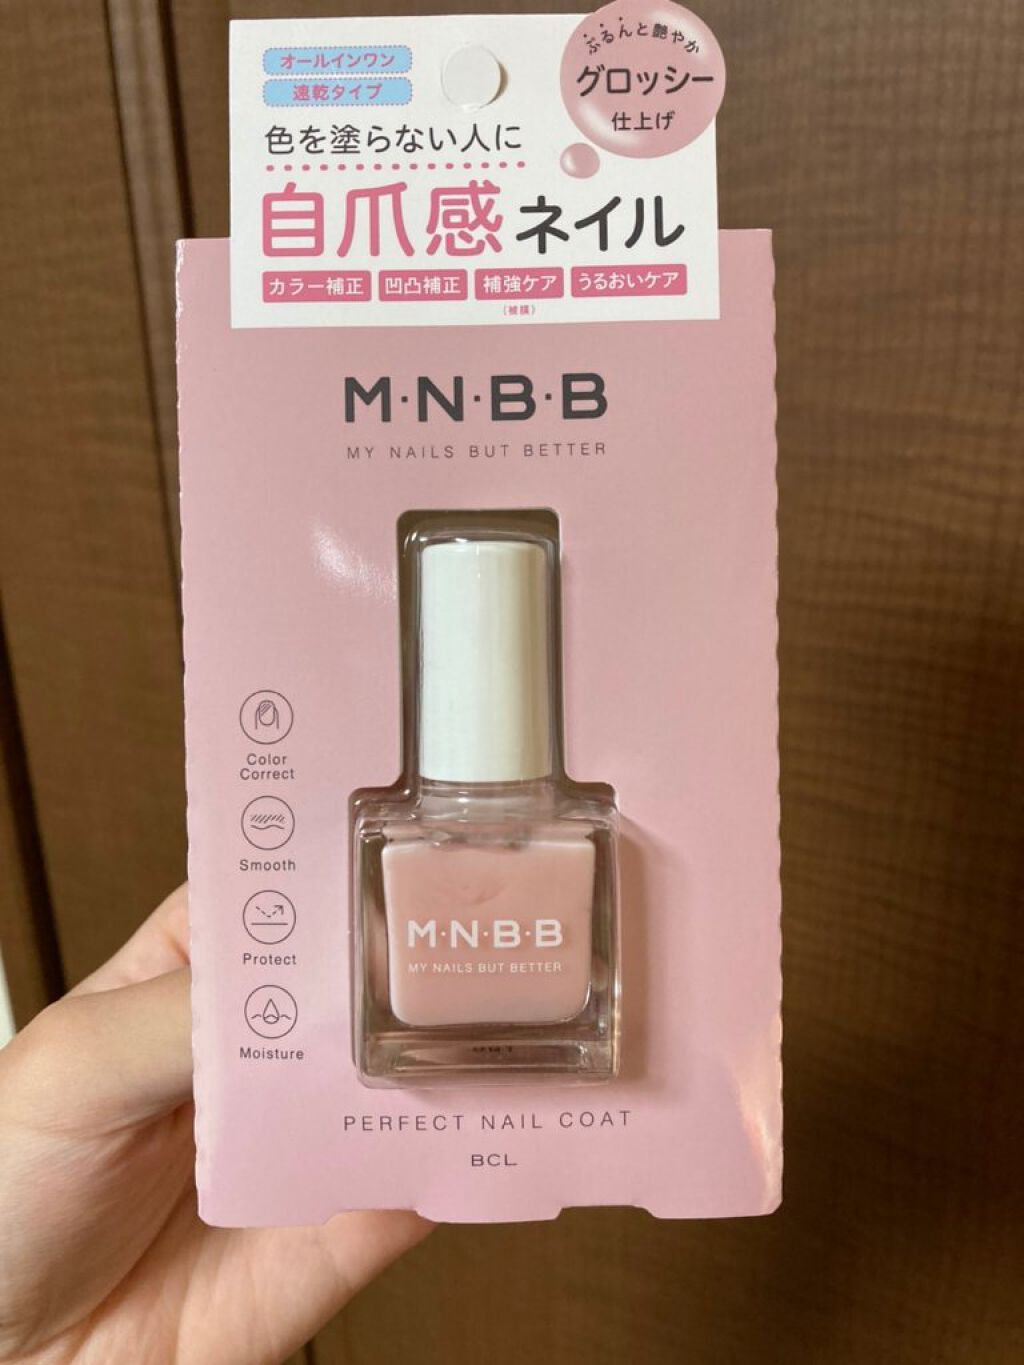 オールインワン
速乾タイプ
ぷるんと艶やか
グロッシー
仕上げ
色を塗らない人に
自爪感ネイル
カラー補正 凹凸補正 補強ケア うるおいケア
(被膜)
M·N·B·B
MY NAILS BUT BETTER
Color
Correct
Smooth
Protect
Moisture
M·N·B·B
MY NAILS BUT BETTER
PERFECT NAIL COAT
BCL